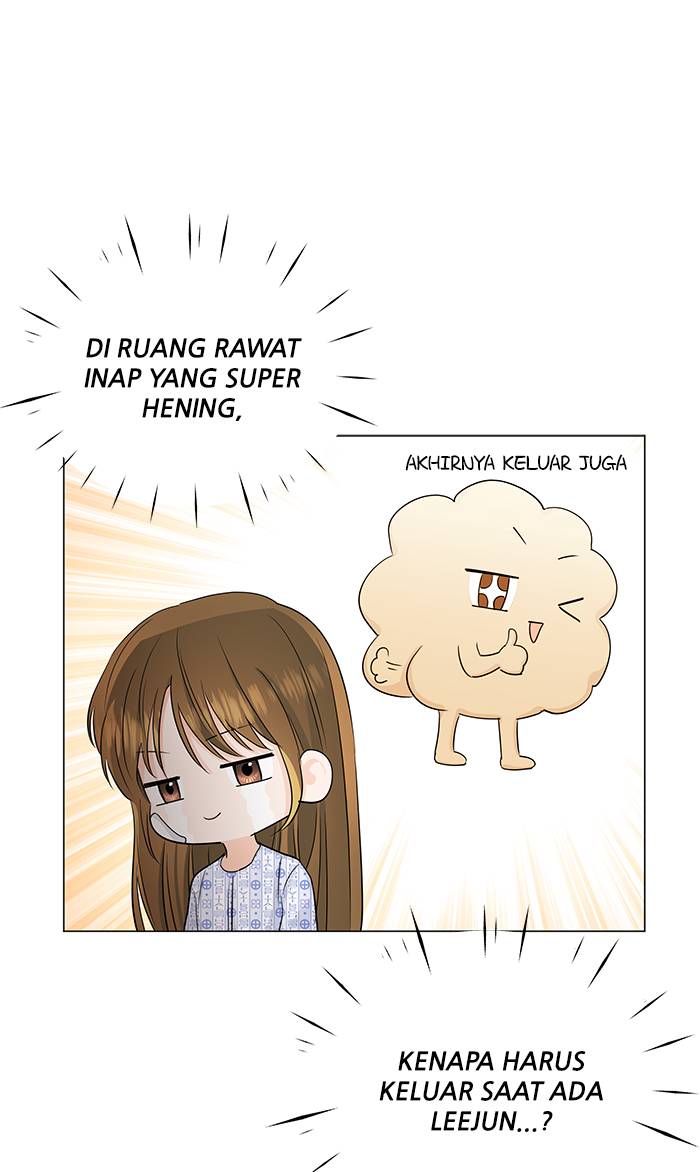 DI RUANG RAWAT
INAP YANG SUPER
HENING,
AKHIRNYA KELUAR JUGA
KENAPA HARUS
KELUAR SAAT ADA
LEEJUN...?